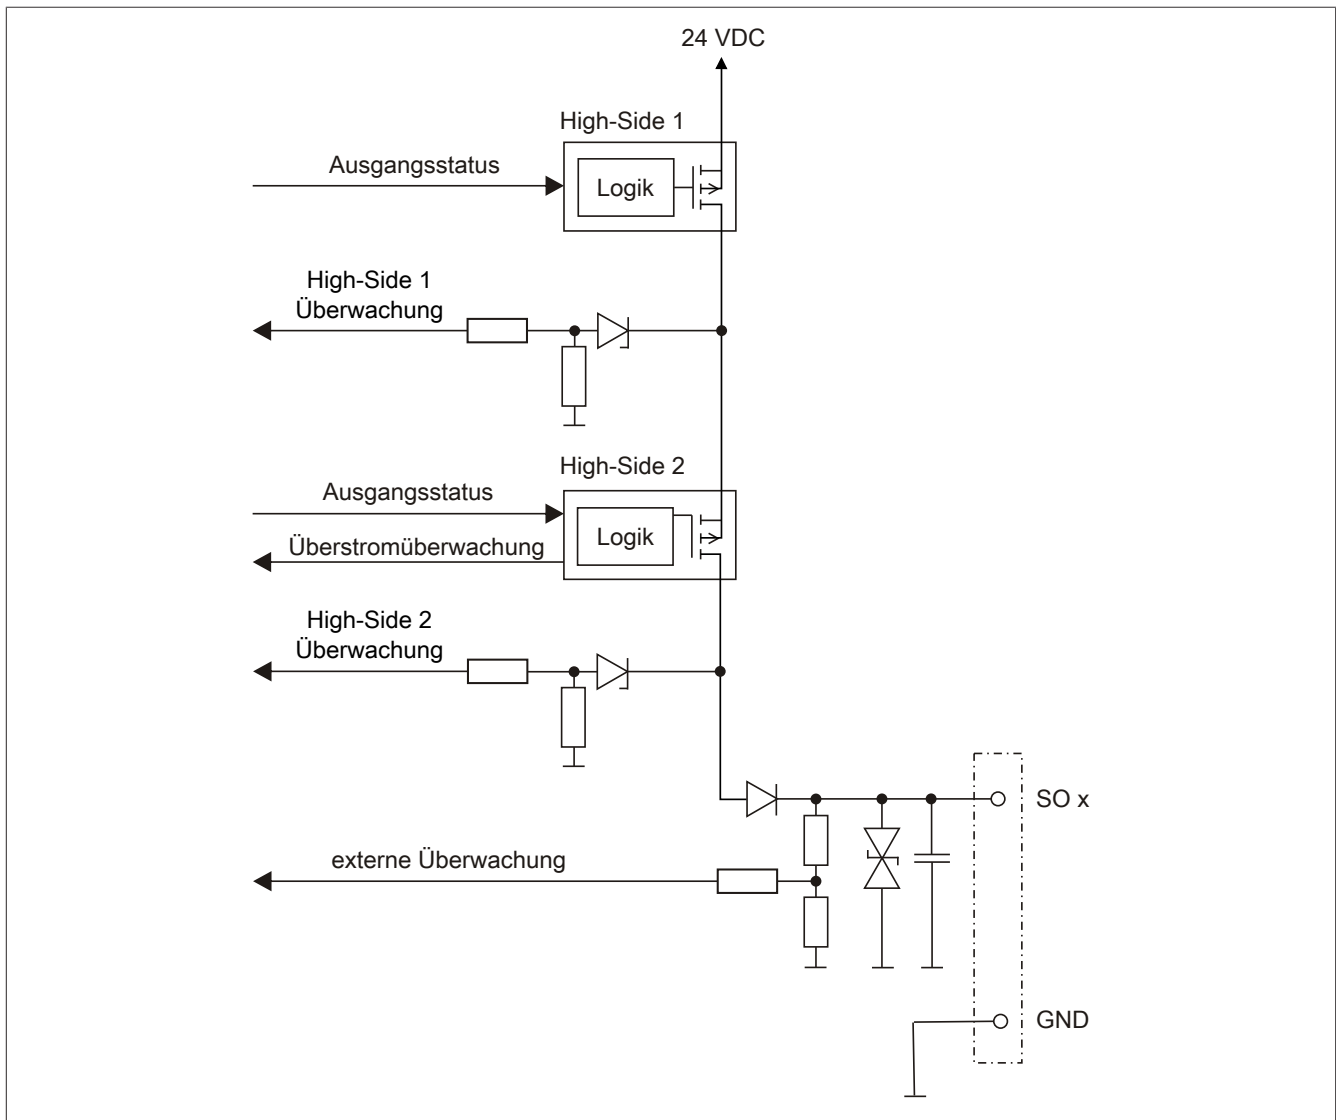 24 VDC
High-Side 1
Ausgangsstatus
Logik
High-Side 1
Überwachung
High-Side 2
Ausgangsstatus
Logik
Überstromüberwachung
High-Side 2
Überwachung
SO x
externe Überwachung
GND